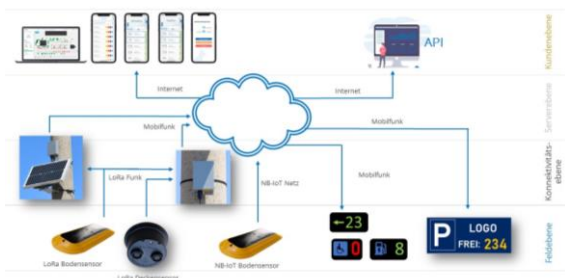 API
Kundenebene
Internet
Internet
Serverebene
Mobilfunk
Mobilfunk
Konnektivitäts-
ebene
LoRa Funk
NB-IoT Netz
Mobilfunk
←23
0
8
P
LOGO
FREI: 234
Feldebene
LoRa Bodensensor
NB-IoT Bodensensor